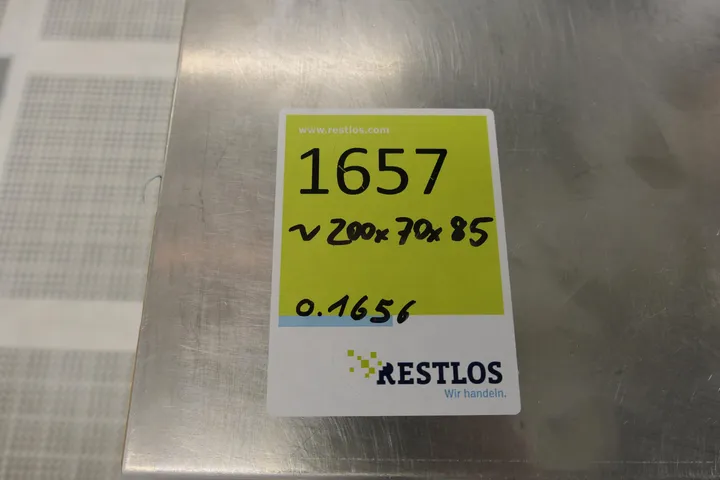 www.restlos.com
1657
~ 200x70x85
0.1656
RESTLOS
Wir handeln.